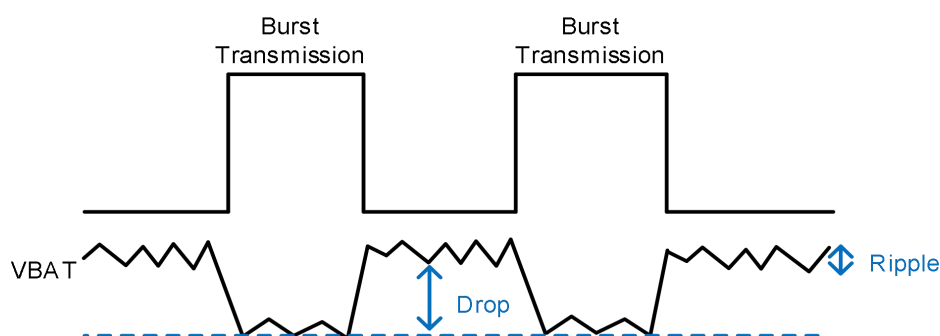 Burst
Transmission
Burst
Transmission
VBAT
Drop
Ripple